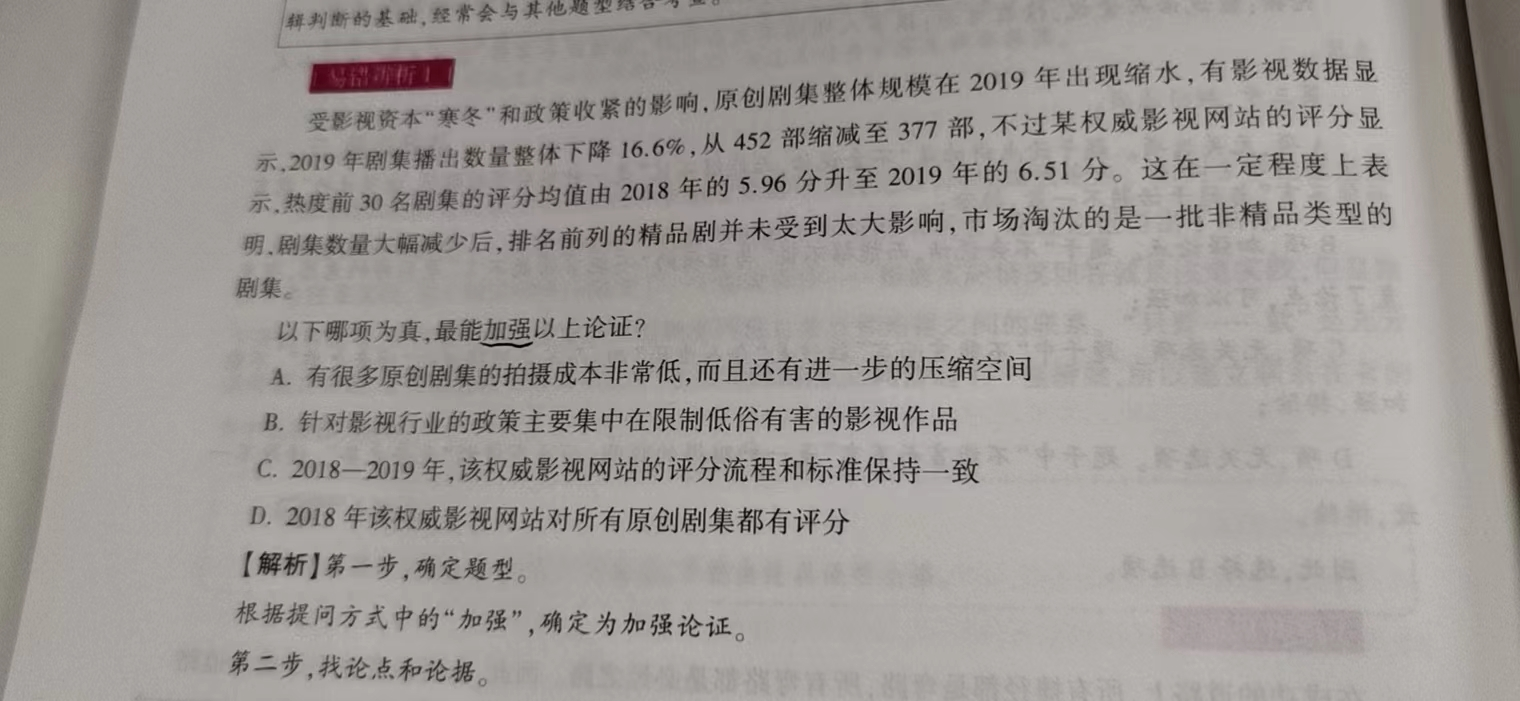 辑判断的基础,经常会与其他题型结合考查。
易错辨析1
受影视资本“寒冬”和政策收紧的影响,原创剧集整体规模在 2019 年出现缩水,有影视数据显
示,2019 年剧集播出数量整体下降 16.6%,从 452 部缩减至 377 部,不过某权威影视网站的评分显
示,热度前 30 名剧集的评分均值由 2018 年的 5.96 分升至 2019 年的 6.51 分。这在一定程度上表
明,剧集数量大幅减少后,排名前列的精品剧并未受到太大影响,市场淘汰的是一批非精品类型的
剧集。
以下哪项为真,最能加强以上论证?
A. 有很多原创剧集的拍摄成本非常低,而且还有进一步的压缩空间
B. 针对影视行业的政策主要集中在限制低俗有害的影视作品
C. 2018—2019 年,该权威影视网站的评分流程和标准保持一致
D. 2018 年该权威影视网站对所有原创剧集都有评分
【解析】第一步,确定题型。
根据提问方式中的“加强”,确定为加强论证。
第二步,找论点和论据。